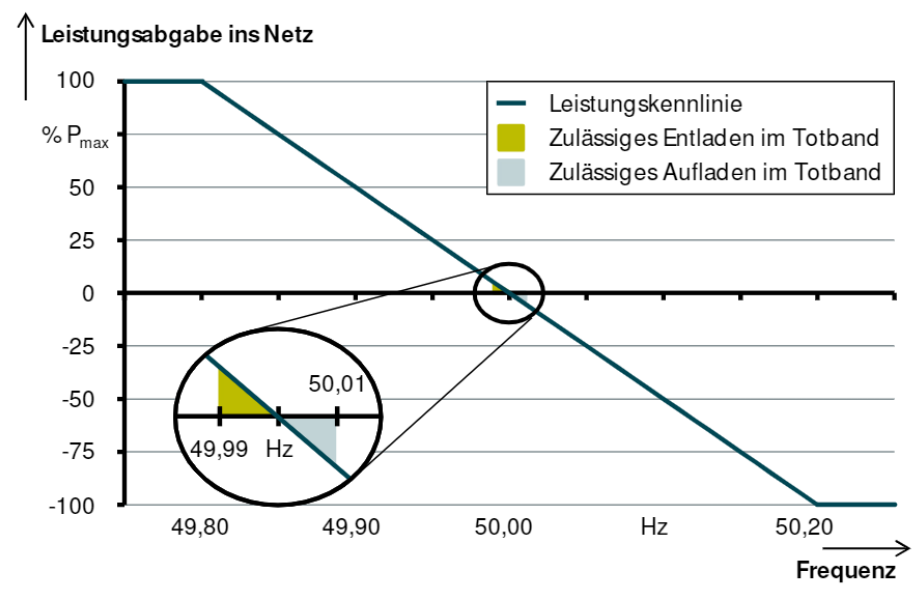 Leistungsabgabe ins Netz
100
% Pmax
50
25
0
-25
-50
-75
-100
Leistungskennlinie
Zulässiges Entladen im Totband
Zulässiges Aufladen im Totband
50,01
49,99 Hz
49,80 49,90 50,00 Hz 50,20
Frequenz